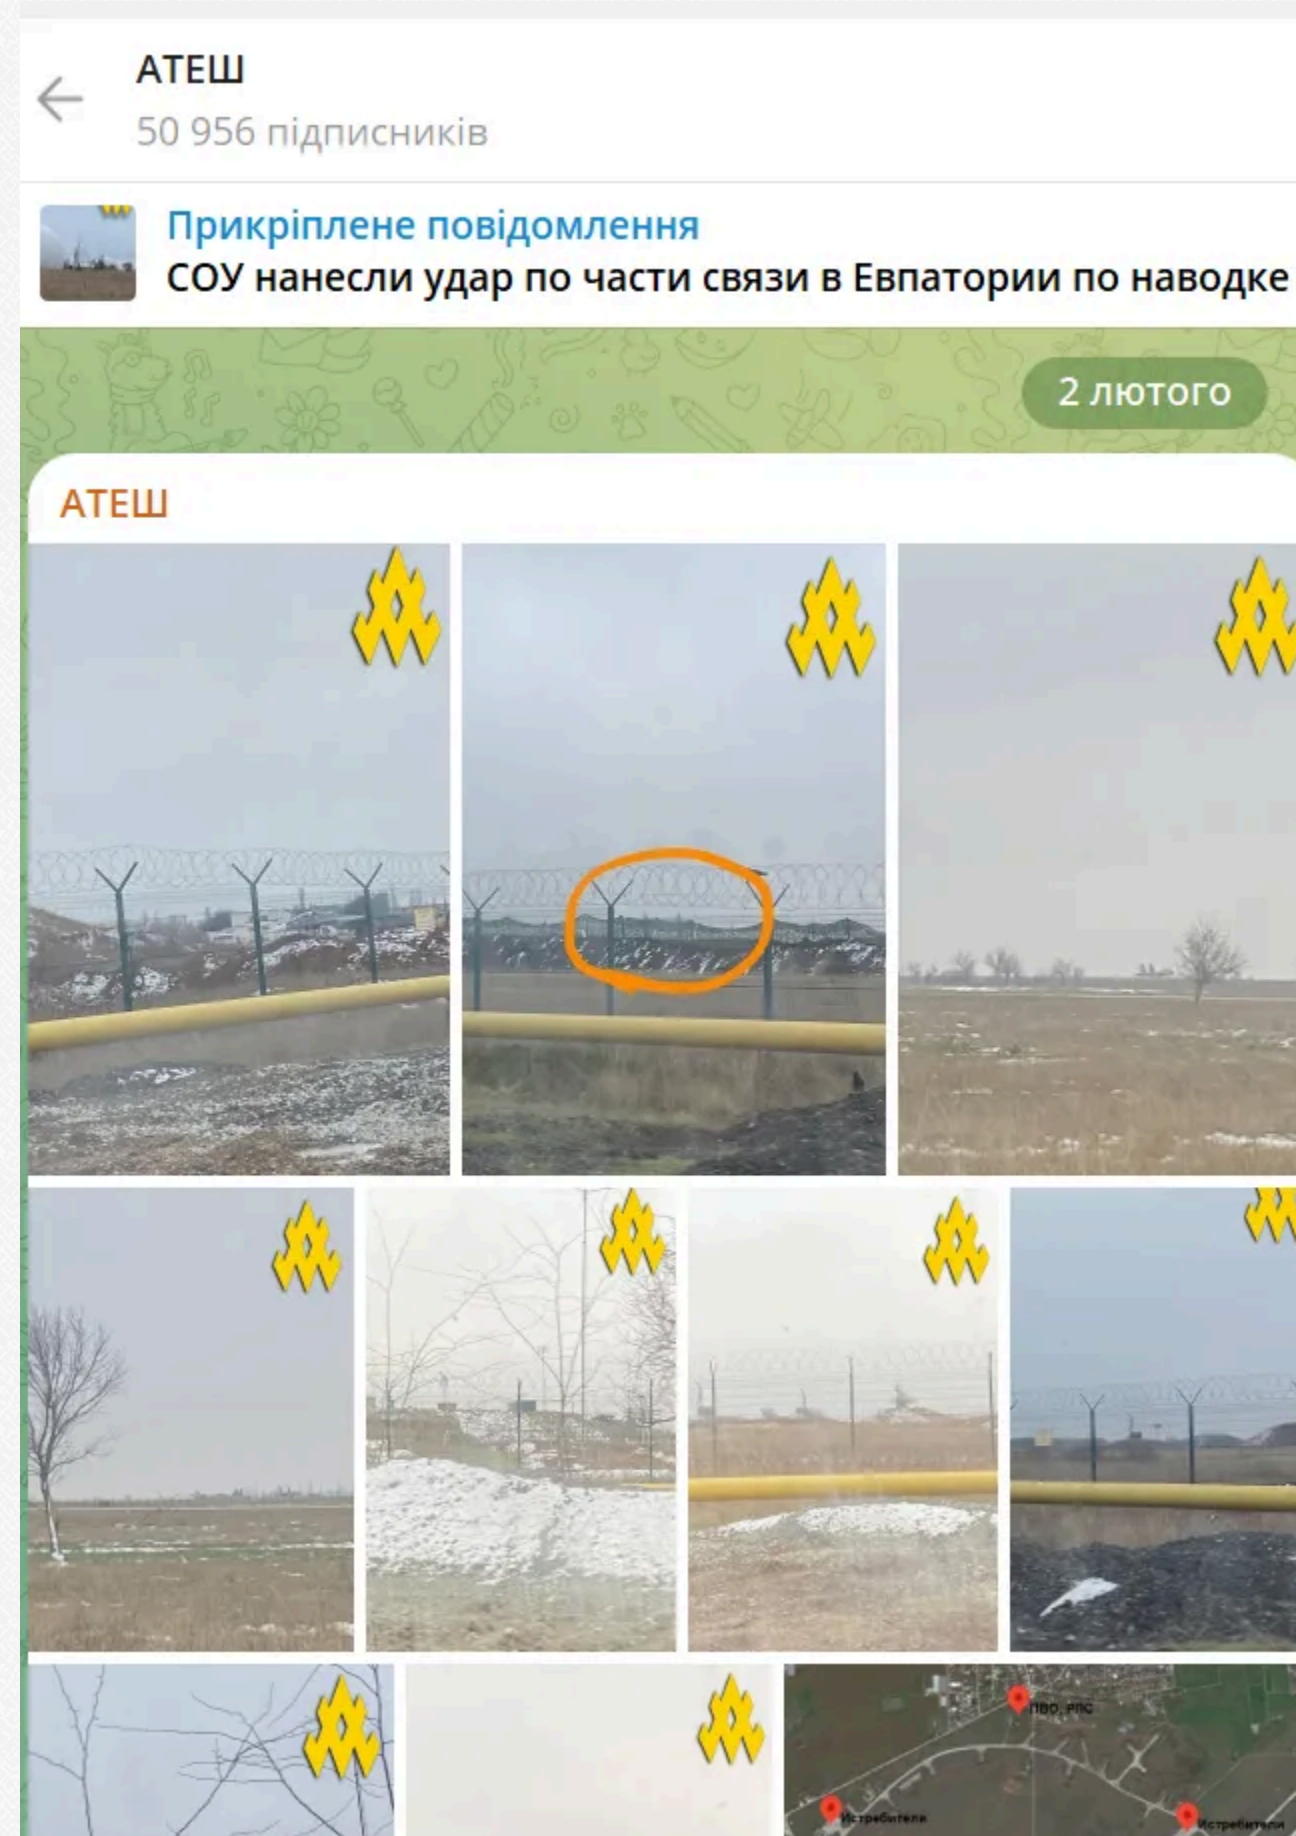 АТЕШ
50 956 підписників
Прикріплене повідомлення
СОУ нанесли удар по части связи в Евпатории по наводке
2 лютого
АТЕШ
ПВО, РЛС
Истребители
Истребители